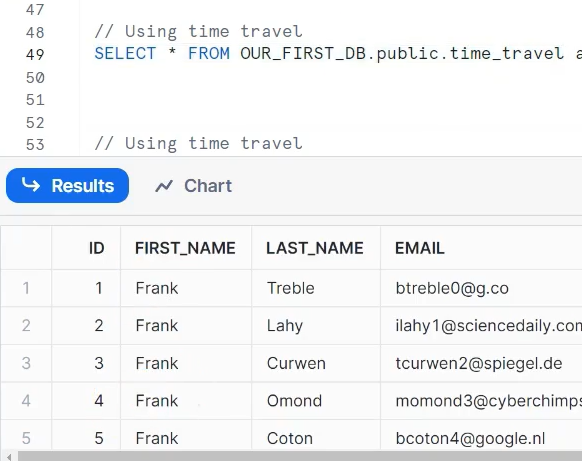 47
48 // Using time travel
49 SELECT * FROM OUR_FIRST_DB.public.time_travel a
50
51
52
53 // Using time travel
Results Chart
ID FIRST_NAME LAST_NAME EMAIL
1 1 Frank Treble btreble0@g.co
2 2 Frank Lahy ilahy1@sciencedaily.com
3 3 Frank Curwen tcurwen2@spiegel.de
4 4 Frank Omond momond3@cyberchimps
5 5 Frank Coton bcoton4@google.nl